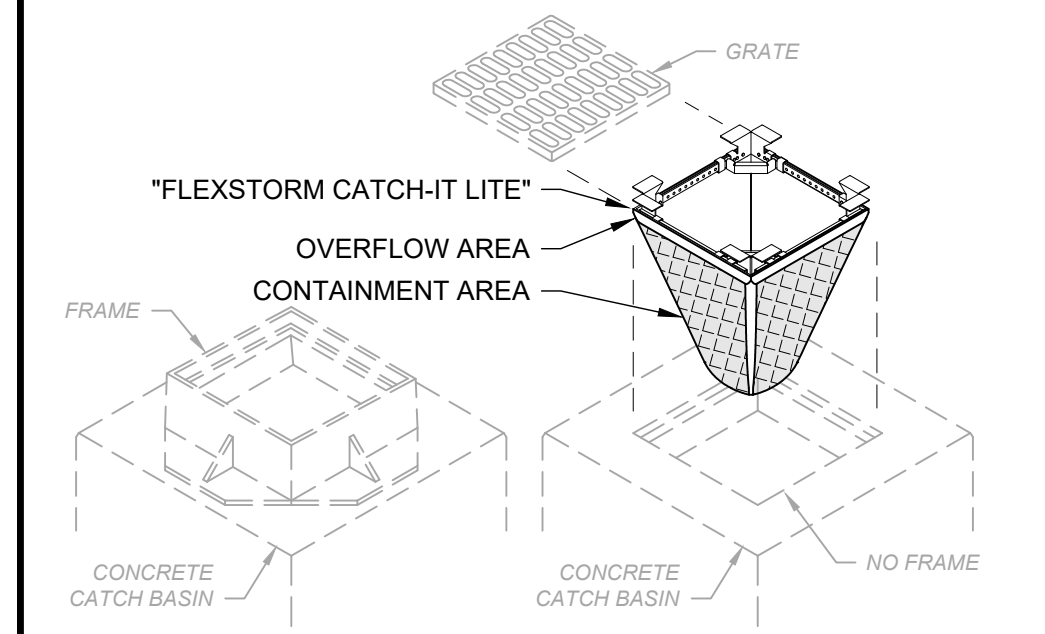 GRATE
"FLEXSTORM CATCH-IT LITE"
OVERFLOW AREA
CONTAINMENT AREA
FRAME
CONCRETE
CATCH BASIN
CONCRETE
CATCH BASIN
NO FRAME